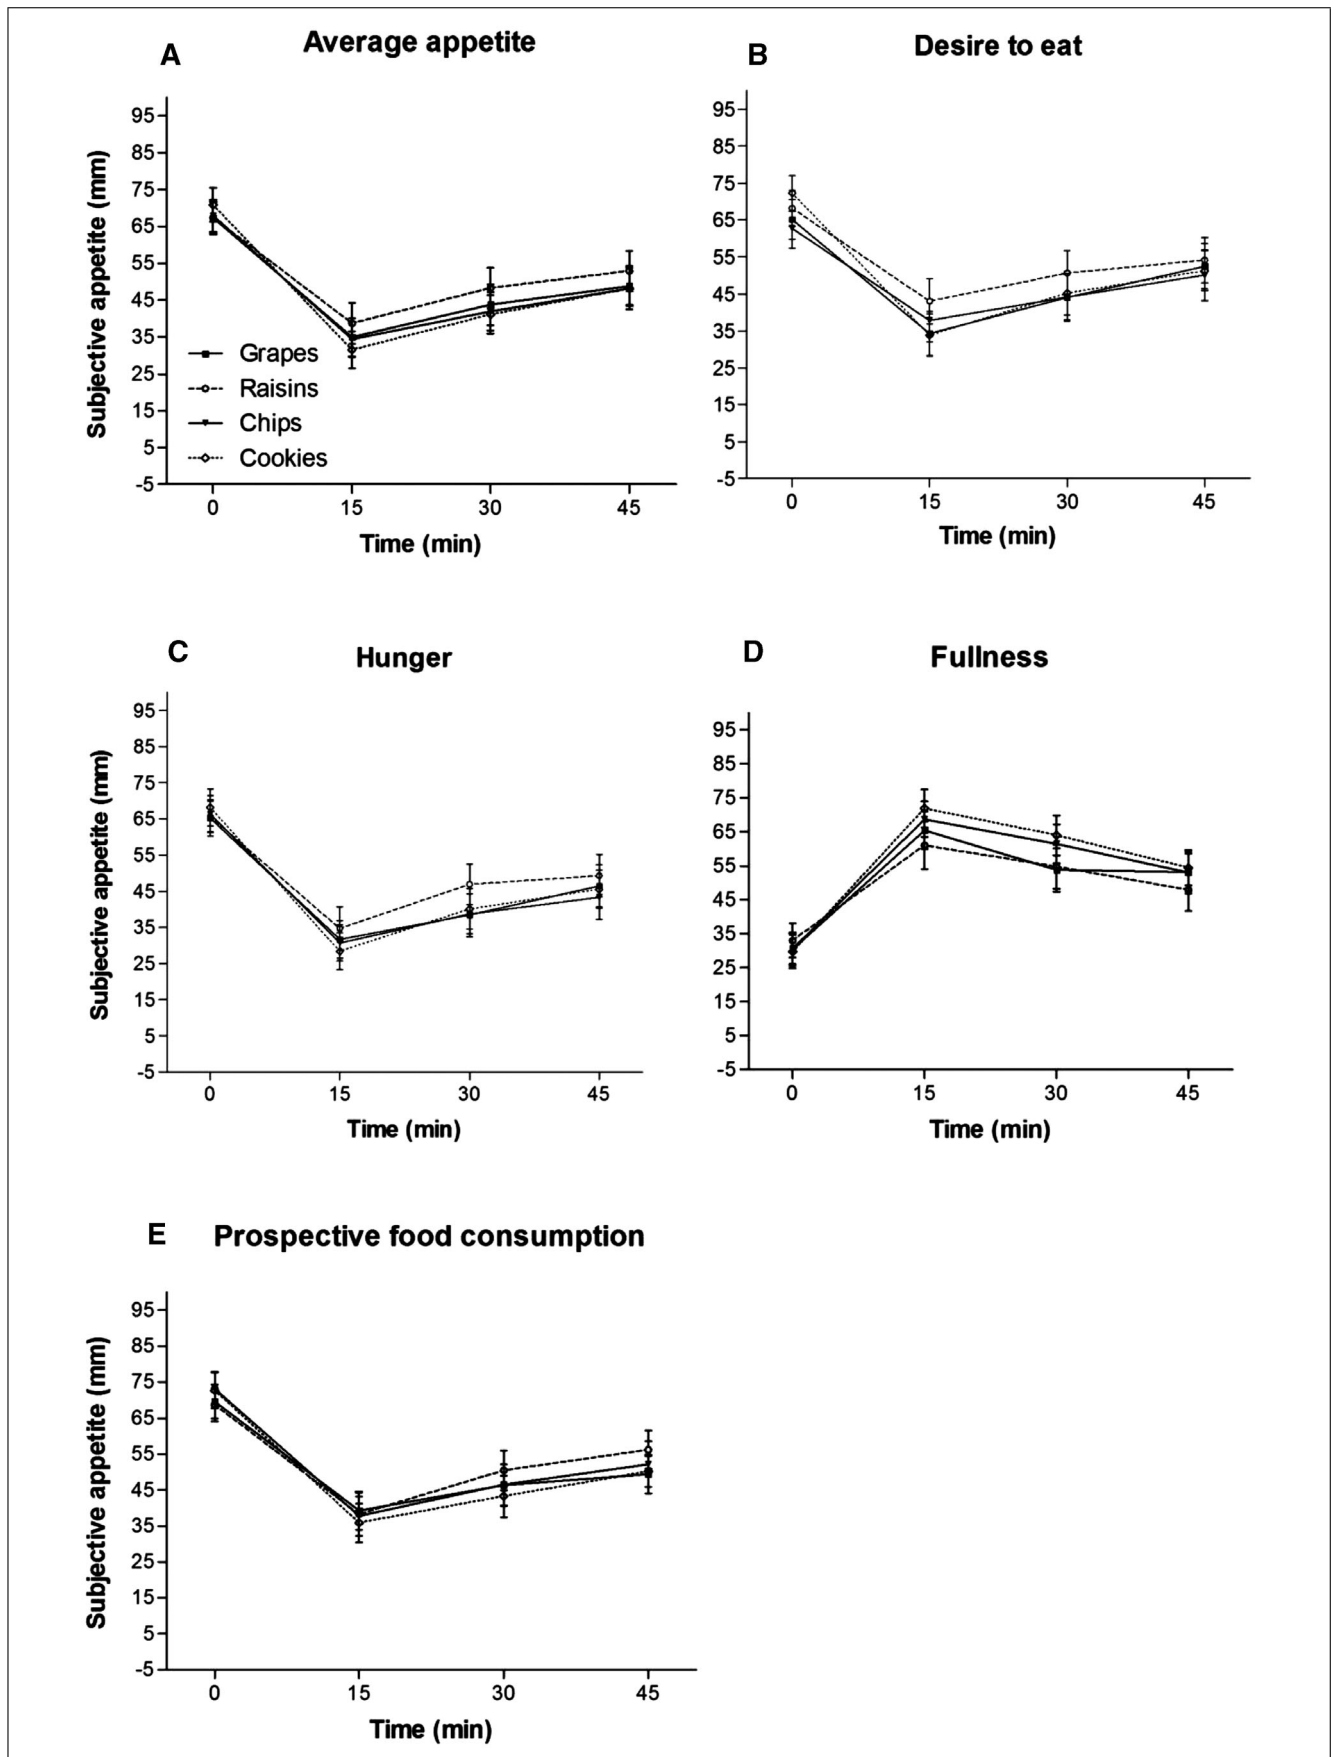 A Average appetite
Subjective appetite (mm)
95
85
75
65
55
45
35
25
15
5
-5
Grapes
Raisins
Chips
Cookies
0 15 30 45
Time (min)
B Desire to eat
95
85
75
65
55
45
35
25
15
5
-5
0 15 30 45
Time (min)
C Hunger
Subjective appetite (mm)
95
85
75
65
55
45
35
25
15
5
-5
0 15 30 45
Time (min)
D Fullness
95
85
75
65
55
45
35
25
15
5
-5
0 15 30 45
Time (min)
E Prospective food consumption
Subjective appetite (mm)
95
85
75
65
55
45
35
25
15
5
-5
0 15 30 45
Time (min)